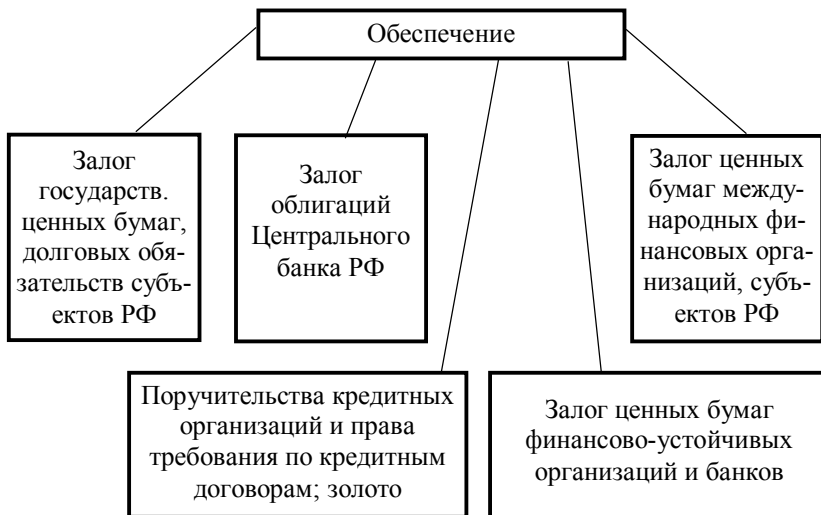 Обеспечение
Залог
государств.
ценных бумаг,
долговых обя-
зательств субъ-
ектов РФ
Залог
облигаций
Центрального
банка РФ
Залог ценных
бумаг между-
народных фи-
нансовых орга-
низаций, субъ-
ектов РФ
Поручительства кредитных
организаций и права
требования по кредитным
договорам; золото
Залог ценных бумаг
финансово-устойчивых
организаций и банков